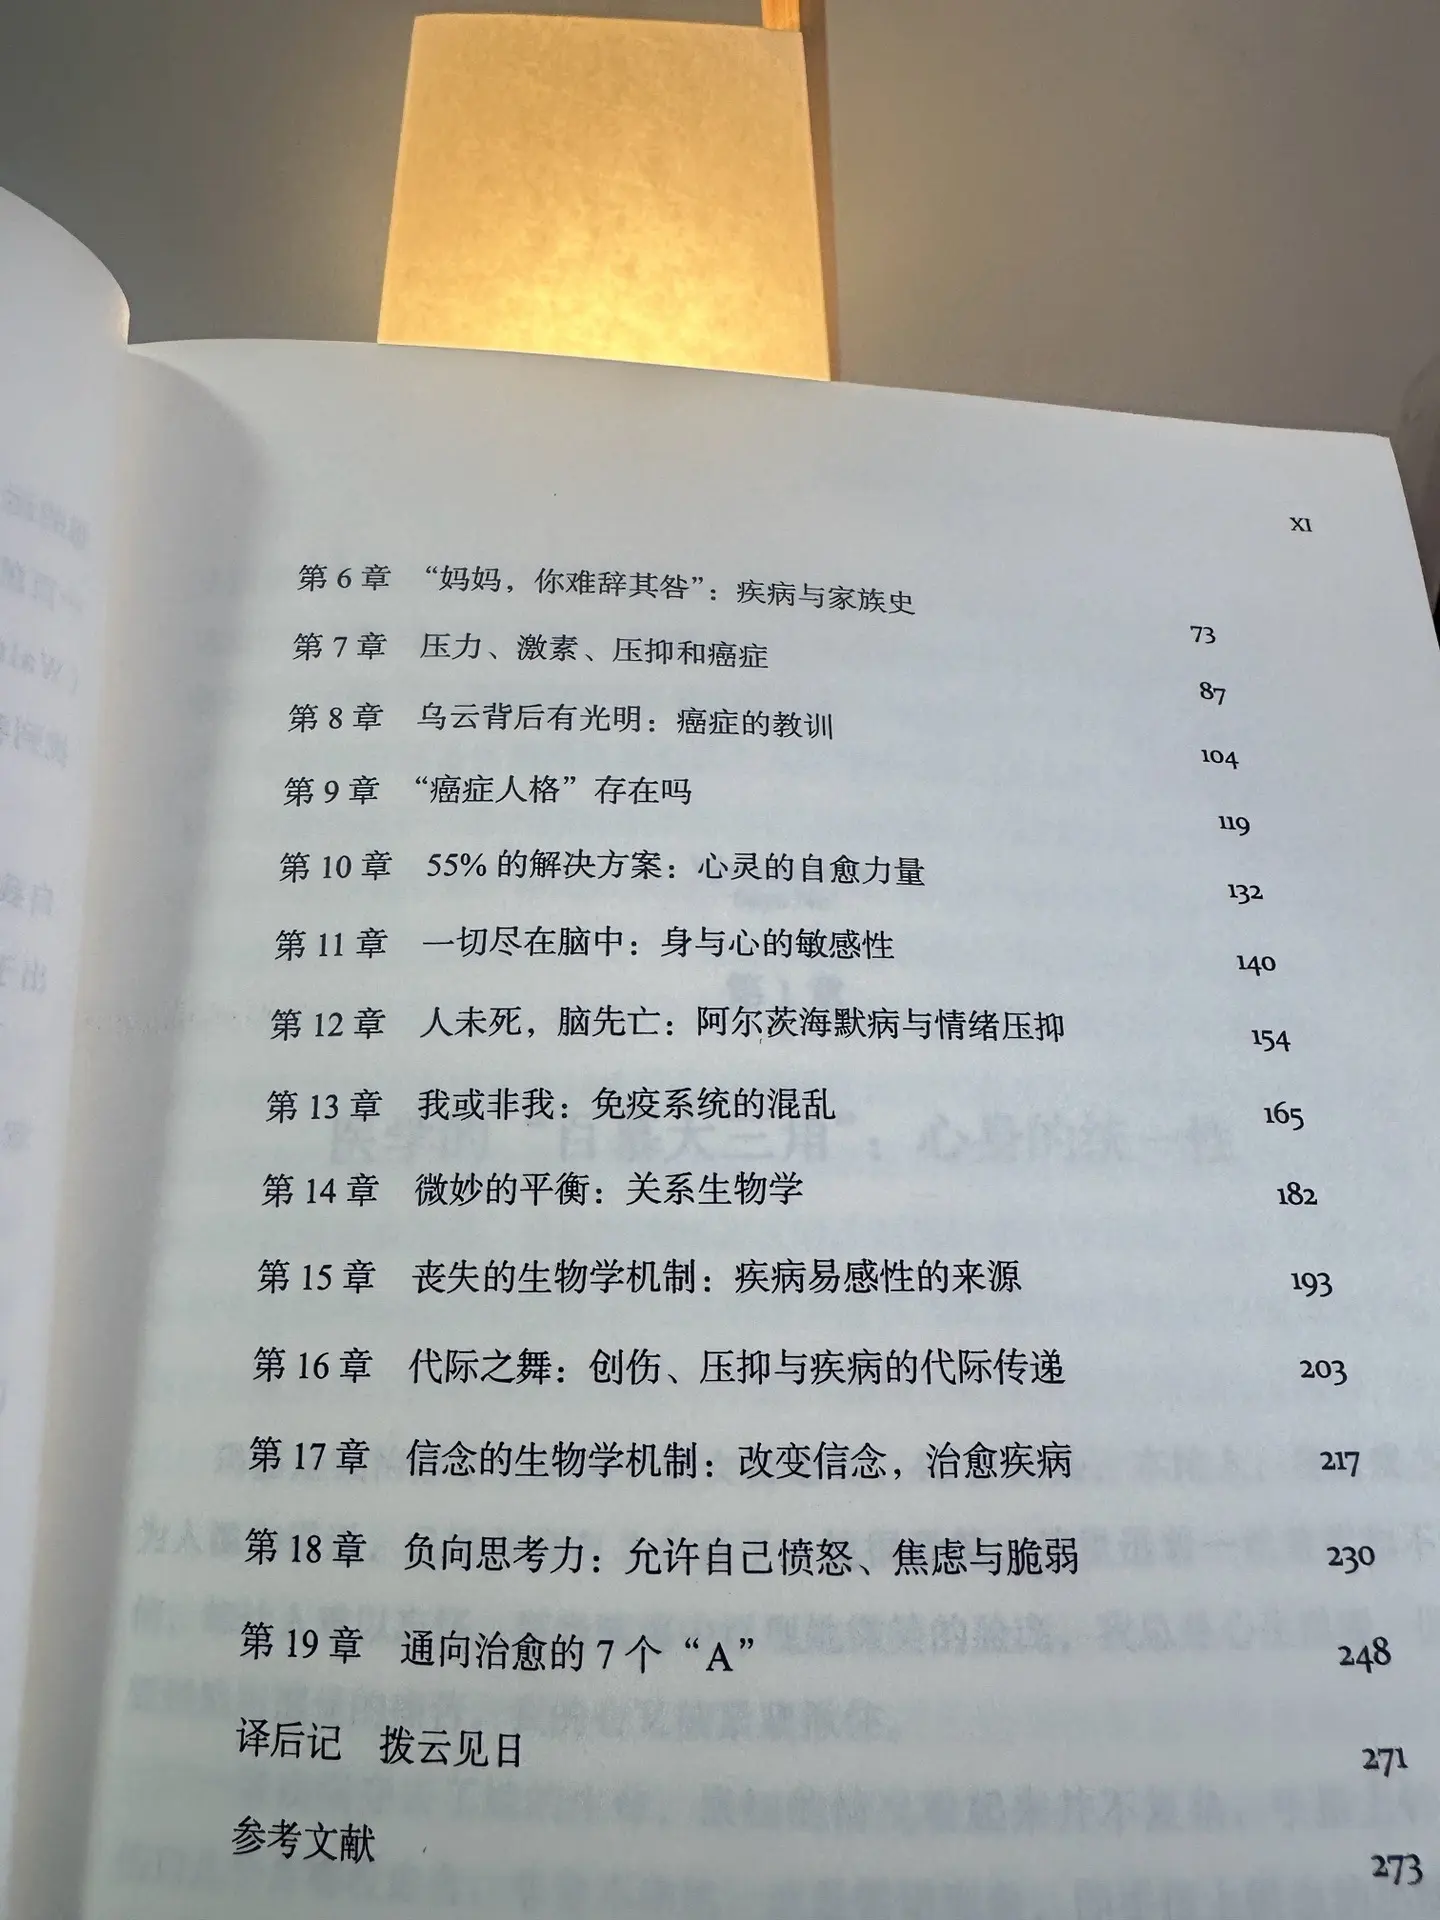 XI
第 6 章 “妈妈，你难辞其咎”：疾病与家族史 73
第 7 章 压力、激素、压抑和癌症 87
第 8 章 乌云背后有光明：癌症的教训 104
第 9 章 “癌症人格”存在吗 119
第 10 章 55% 的解决方案：心灵的自愈力量 132
第 11 章 一切尽在脑中：身与心的敏感性 140
第 12 章 人未死，脑先亡：阿尔茨海默病与情绪压抑 154
第 13 章 我或非我：免疫系统的混乱 165
第 14 章 微妙的平衡：关系生物学 182
第 15 章 丧失的生物学机制：疾病易感性的来源 193
第 16 章 代际之舞：创伤、压抑与疾病的代际传递 203
第 17 章 信念的生物学机制：改变信念，治愈疾病 217
第 18 章 负向思考力：允许自己愤怒、焦虑与脆弱 230
第 19 章 通向治愈的 7 个“A” 248
译后记 拨云见日 271
参考文献 273